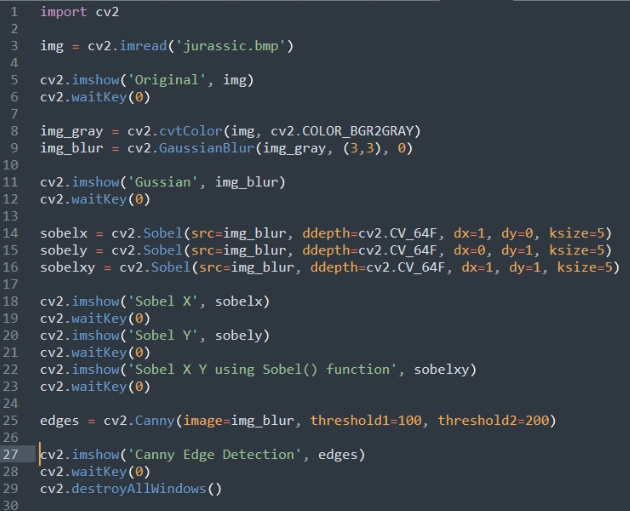 1 import cv2
2
3 img = cv2.imread('jurassic.bmp')
4
5 cv2.imshow('Original', img)
6 cv2.waitKey(0)
7
8 img_gray = cv2.cvtColor(img, cv2.COLOR_BGR2GRAY)
9 img_blur = cv2.GaussianBlur(img_gray, (3,3), 0)
10
11 cv2.imshow('Gussian', img_blur)
12 cv2.waitKey(0)
13
14 sobelx = cv2.Sobel(src=img_blur, ddepth=cv2.CV_64F, dx=1, dy=0, ksize=5)
15 sobely = cv2.Sobel(src=img_blur, ddepth=cv2.CV_64F, dx=0, dy=1, ksize=5)
16 sobelxy = cv2.Sobel(src=img_blur, ddepth=cv2.CV_64F, dx=1, dy=1, ksize=5)
17
18 cv2.imshow('Sobel X', sobelx)
19 cv2.waitKey(0)
20 cv2.imshow('Sobel Y', sobely)
21 cv2.waitKey(0)
22 cv2.imshow('Sobel X Y using Sobel() function', sobelxy)
23 cv2.waitKey(0)
24
25 edges = cv2.Canny(image=img_blur, threshold1=100, threshold2=200)
26
27 cv2.imshow('Canny Edge Detection', edges)
28 cv2.waitKey(0)
29 cv2.destroyAllWindows()
30